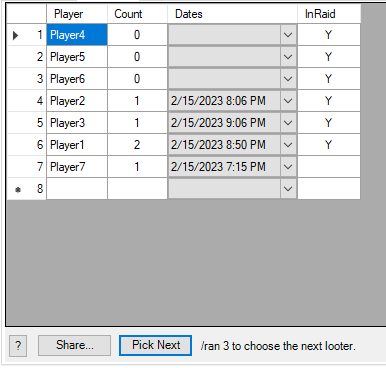 Player Count Dates InRaid
1 Player4 0 Y
2 Player5 0 Y
3 Player6 0 Y
4 Player2 1 2/15/2023 8:06 PM Y
5 Player3 1 2/15/2023 9:06 PM Y
6 Player1 2 2/15/2023 8:50 PM Y
7 Player7 1 2/15/2023 7:15 PM
8
? Share... Pick Next /ran 3 to choose the next looter.